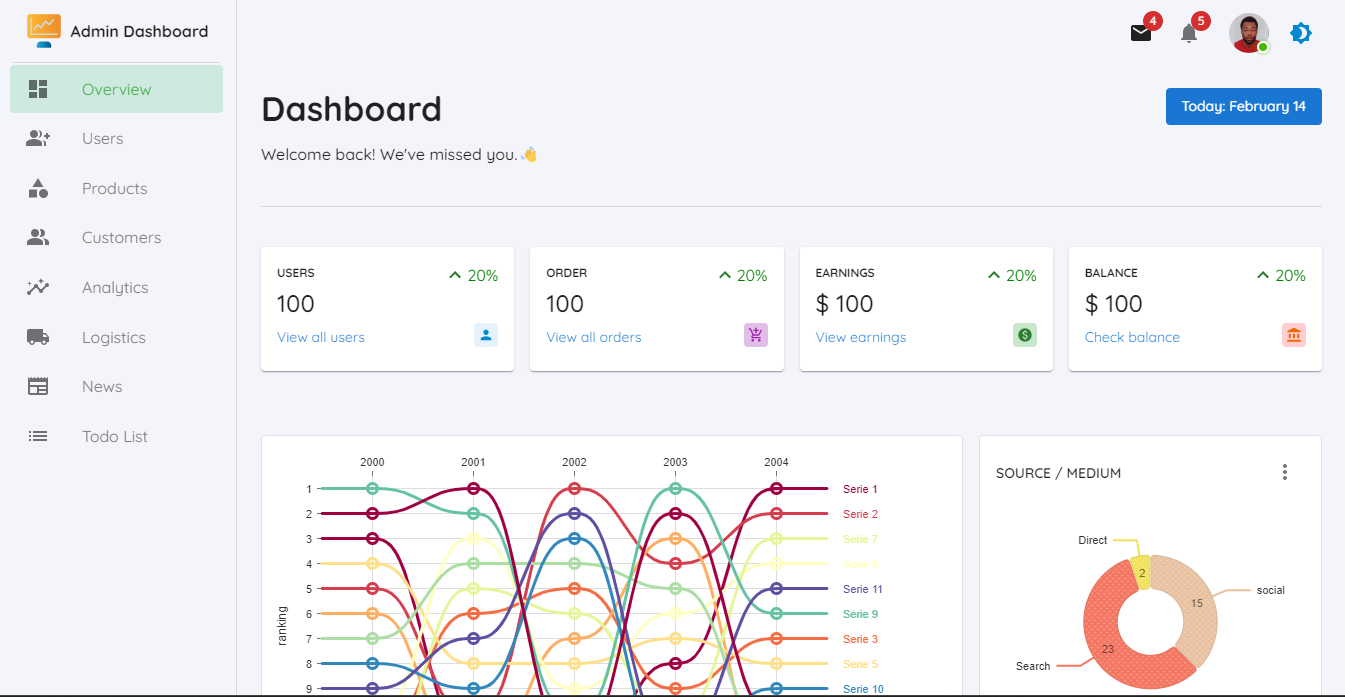 Admin Dashboard
4
5
Overview
Users
Products
Customers
Analytics
Logistics
News
Todo List
Dashboard
Today: February 14
Welcome back! We've missed you.👋
USERS
20%
100
View all users
ORDER
20%
100
View all orders
EARNINGS
20%
$ 100
View earnings
BALANCE
20%
$ 100
Check balance
2000 2001 2002 2003 2004
ranking
1
2
3
4
5
6
7
8
9
Serie 1
Serie 2
Serie 7
Serie 11
Serie 9
Serie 3
Serie 5
Serie 10
SOURCE / MEDIUM
Direct
2
15
social
23
Search